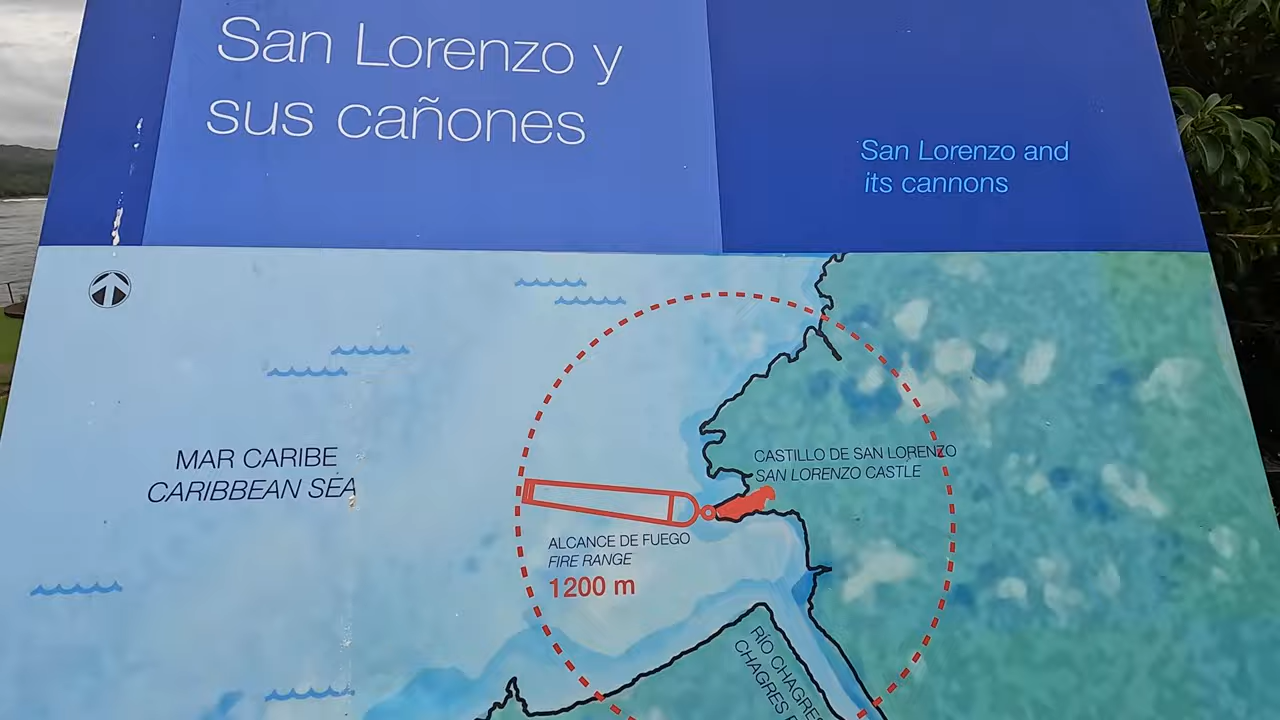 San Lorenzo y
sus cañones
San Lorenzo and
its cannons
MAR CARIBE
CARIBBEAN SEA
CASTILLO DE SAN LORENZO
SAN LORENZO CASTLE
ALCANCE DE FUEGO
FIRE RANGE
1200 m
RÍO CHAGRES
CHAGRES